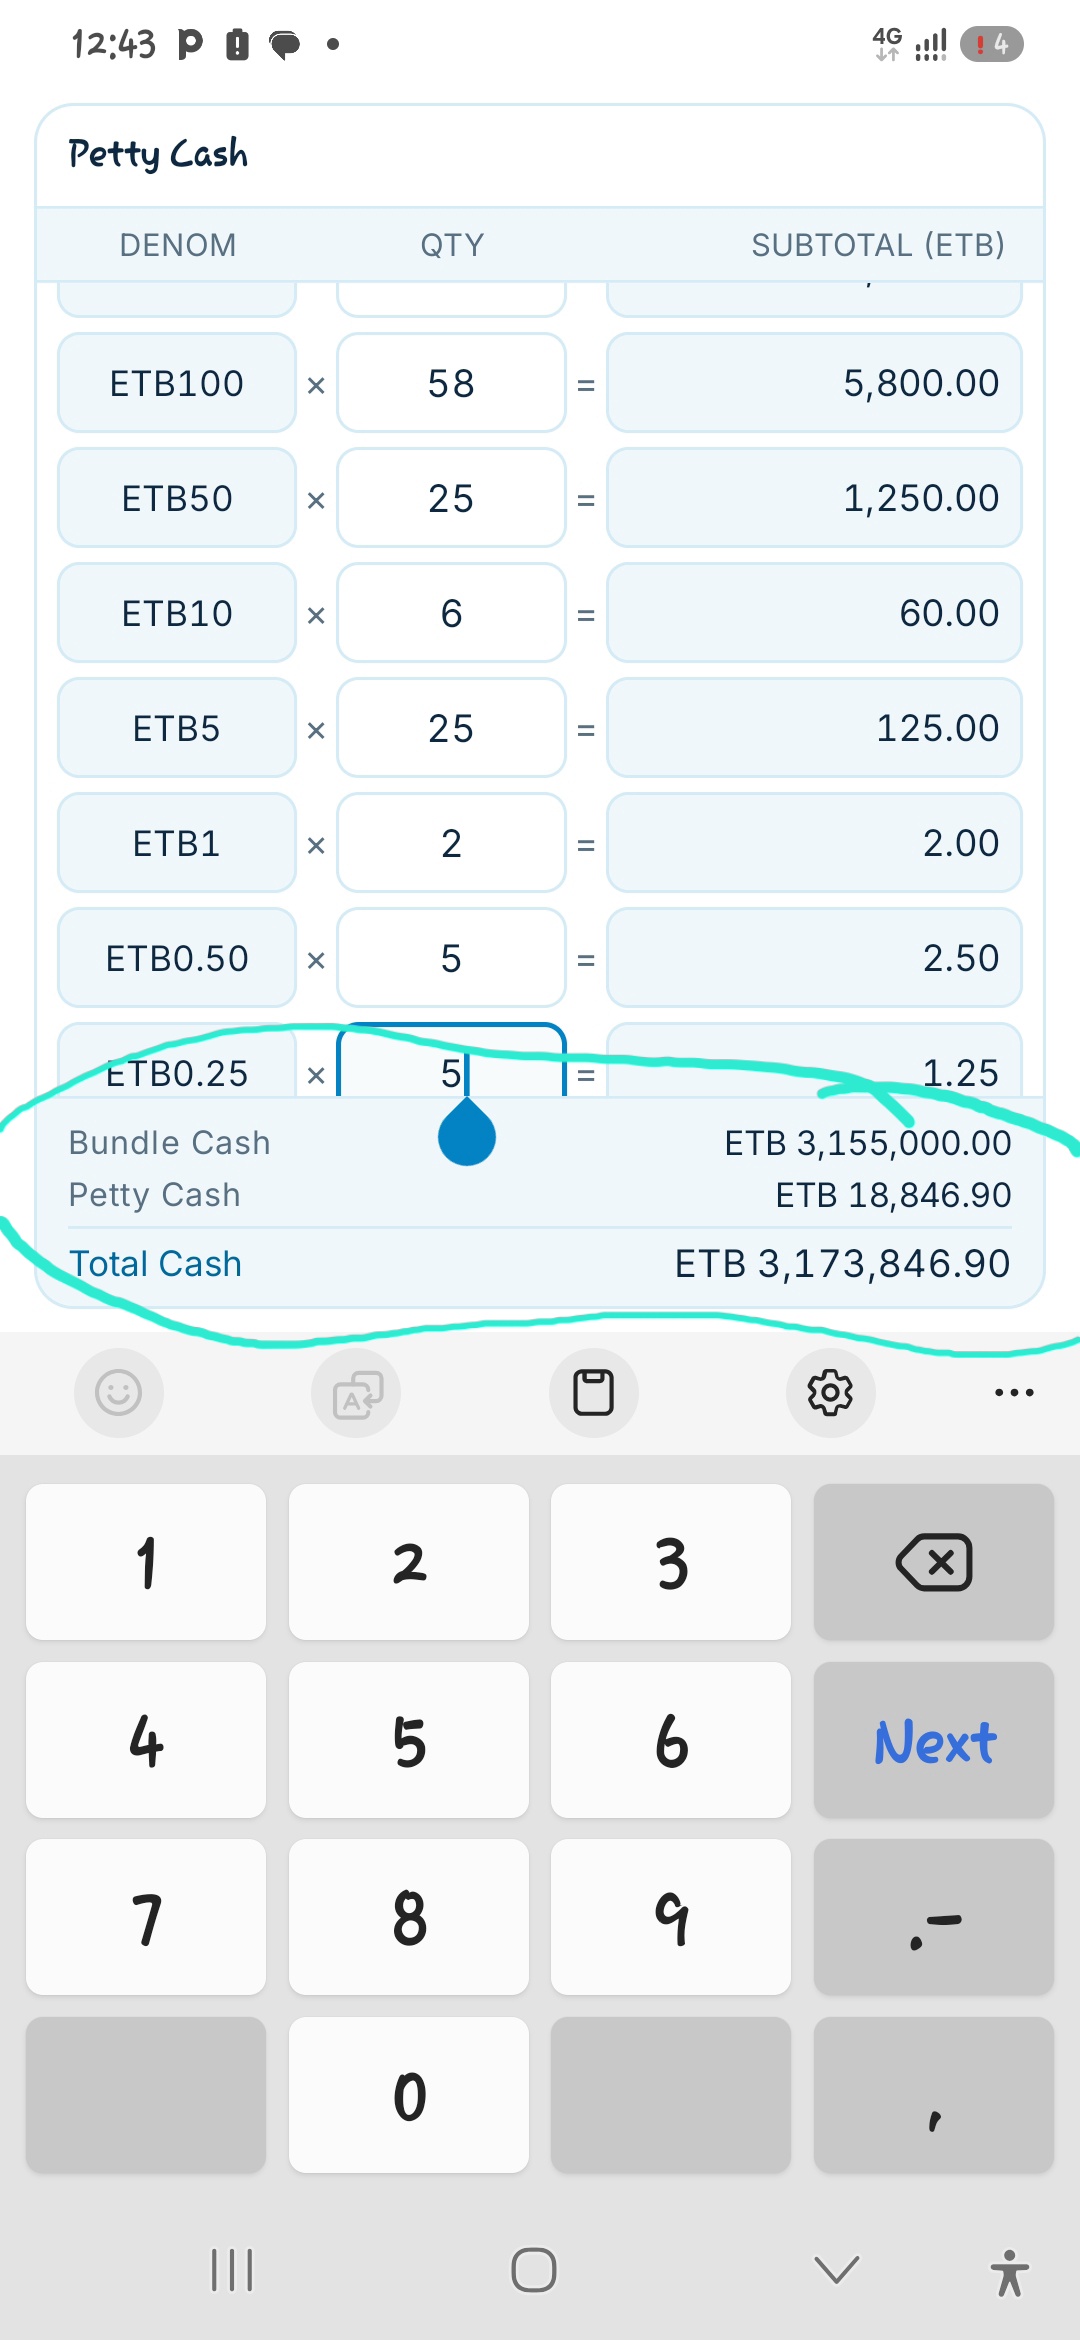 12:43
4G
4
Petty Cash
DENOM QTY SUBTOTAL (ETB)
ETB100 × 58 = 5,800.00
ETB50 × 25 = 1,250.00
ETB10 × 6 = 60.00
ETB5 × 25 = 125.00
ETB1 × 2 = 2.00
ETB0.50 × 5 = 2.50
ETB0.25 × 5 = 1.25
Bundle Cash ETB 3,155,000.00
Petty Cash ETB 18,846.90
Total Cash ETB 3,173,846.90
1 2 3
4 5 6 Next
7 8 9 .-
0 ,